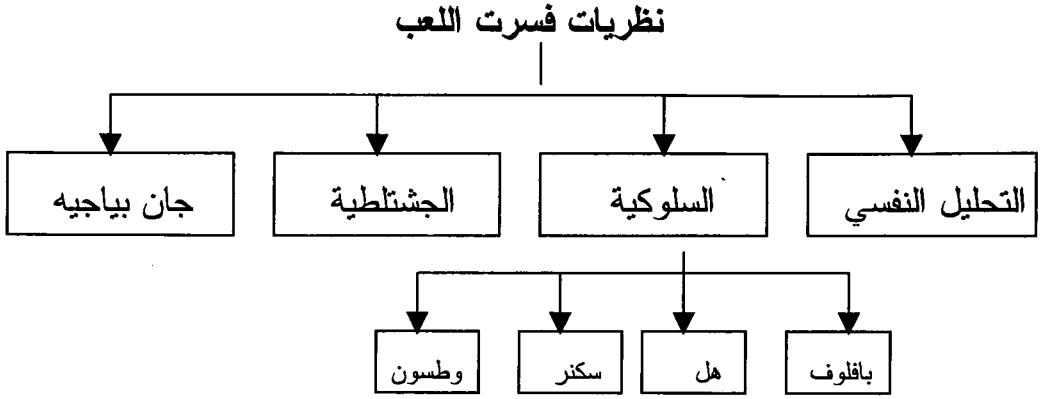 نظريات فسرت اللعب
التحليل النفسي
السلوكية
الجشتلطية
جان بياجيه
بافلوف
هل
سكنر
وطسون